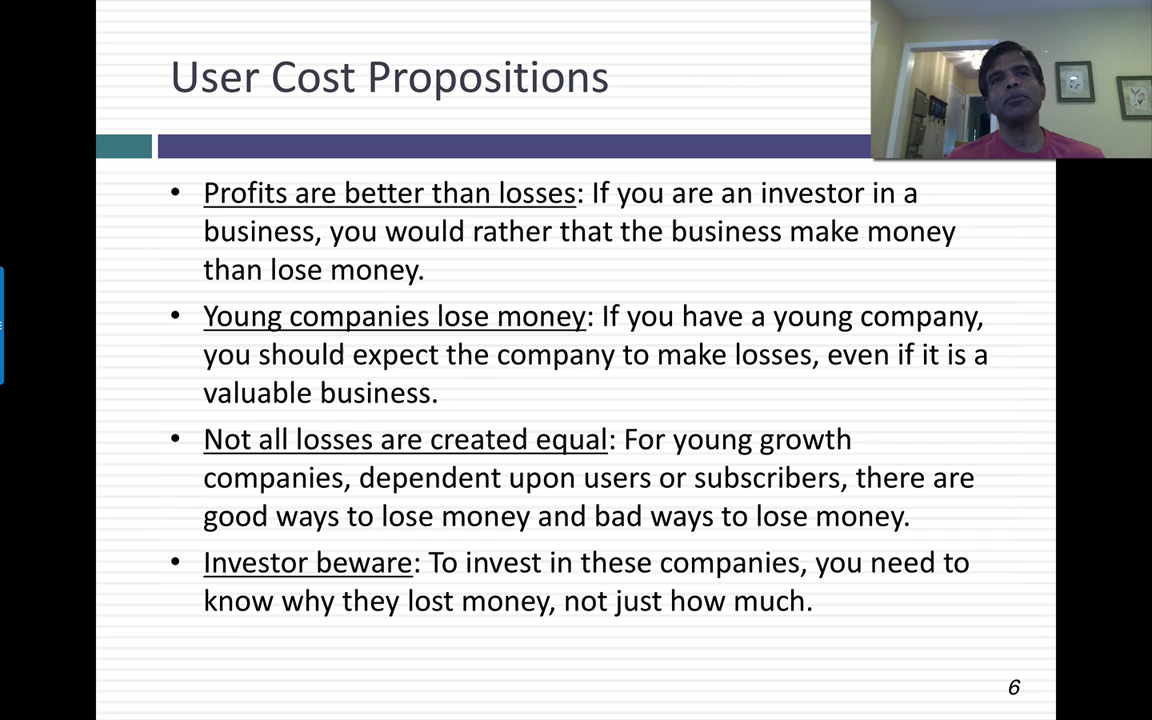 User Cost Propositions
• Profits are better than losses: If you are an investor in a
business, you would rather that the business make money
than lose money.
• Young companies lose money: If you have a young company,
you should expect the company to make losses, even if it is a
valuable business.
• Not all losses are created equal: For young growth
companies, dependent upon users or subscribers, there are
good ways to lose money and bad ways to lose money.
• Investor beware: To invest in these companies, you need to
know why they lost money, not just how much.
6